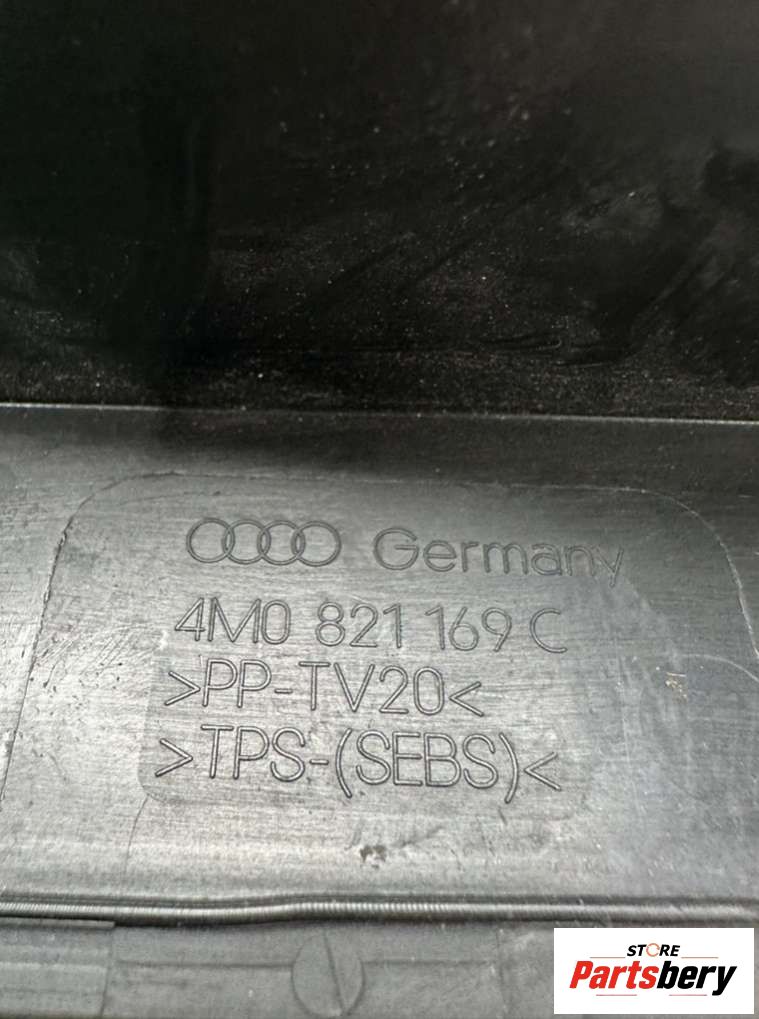 Germany
4M0 821 169 C
>PP-TV20<
>TPS-(SEBS)<
STORE
Partsbery